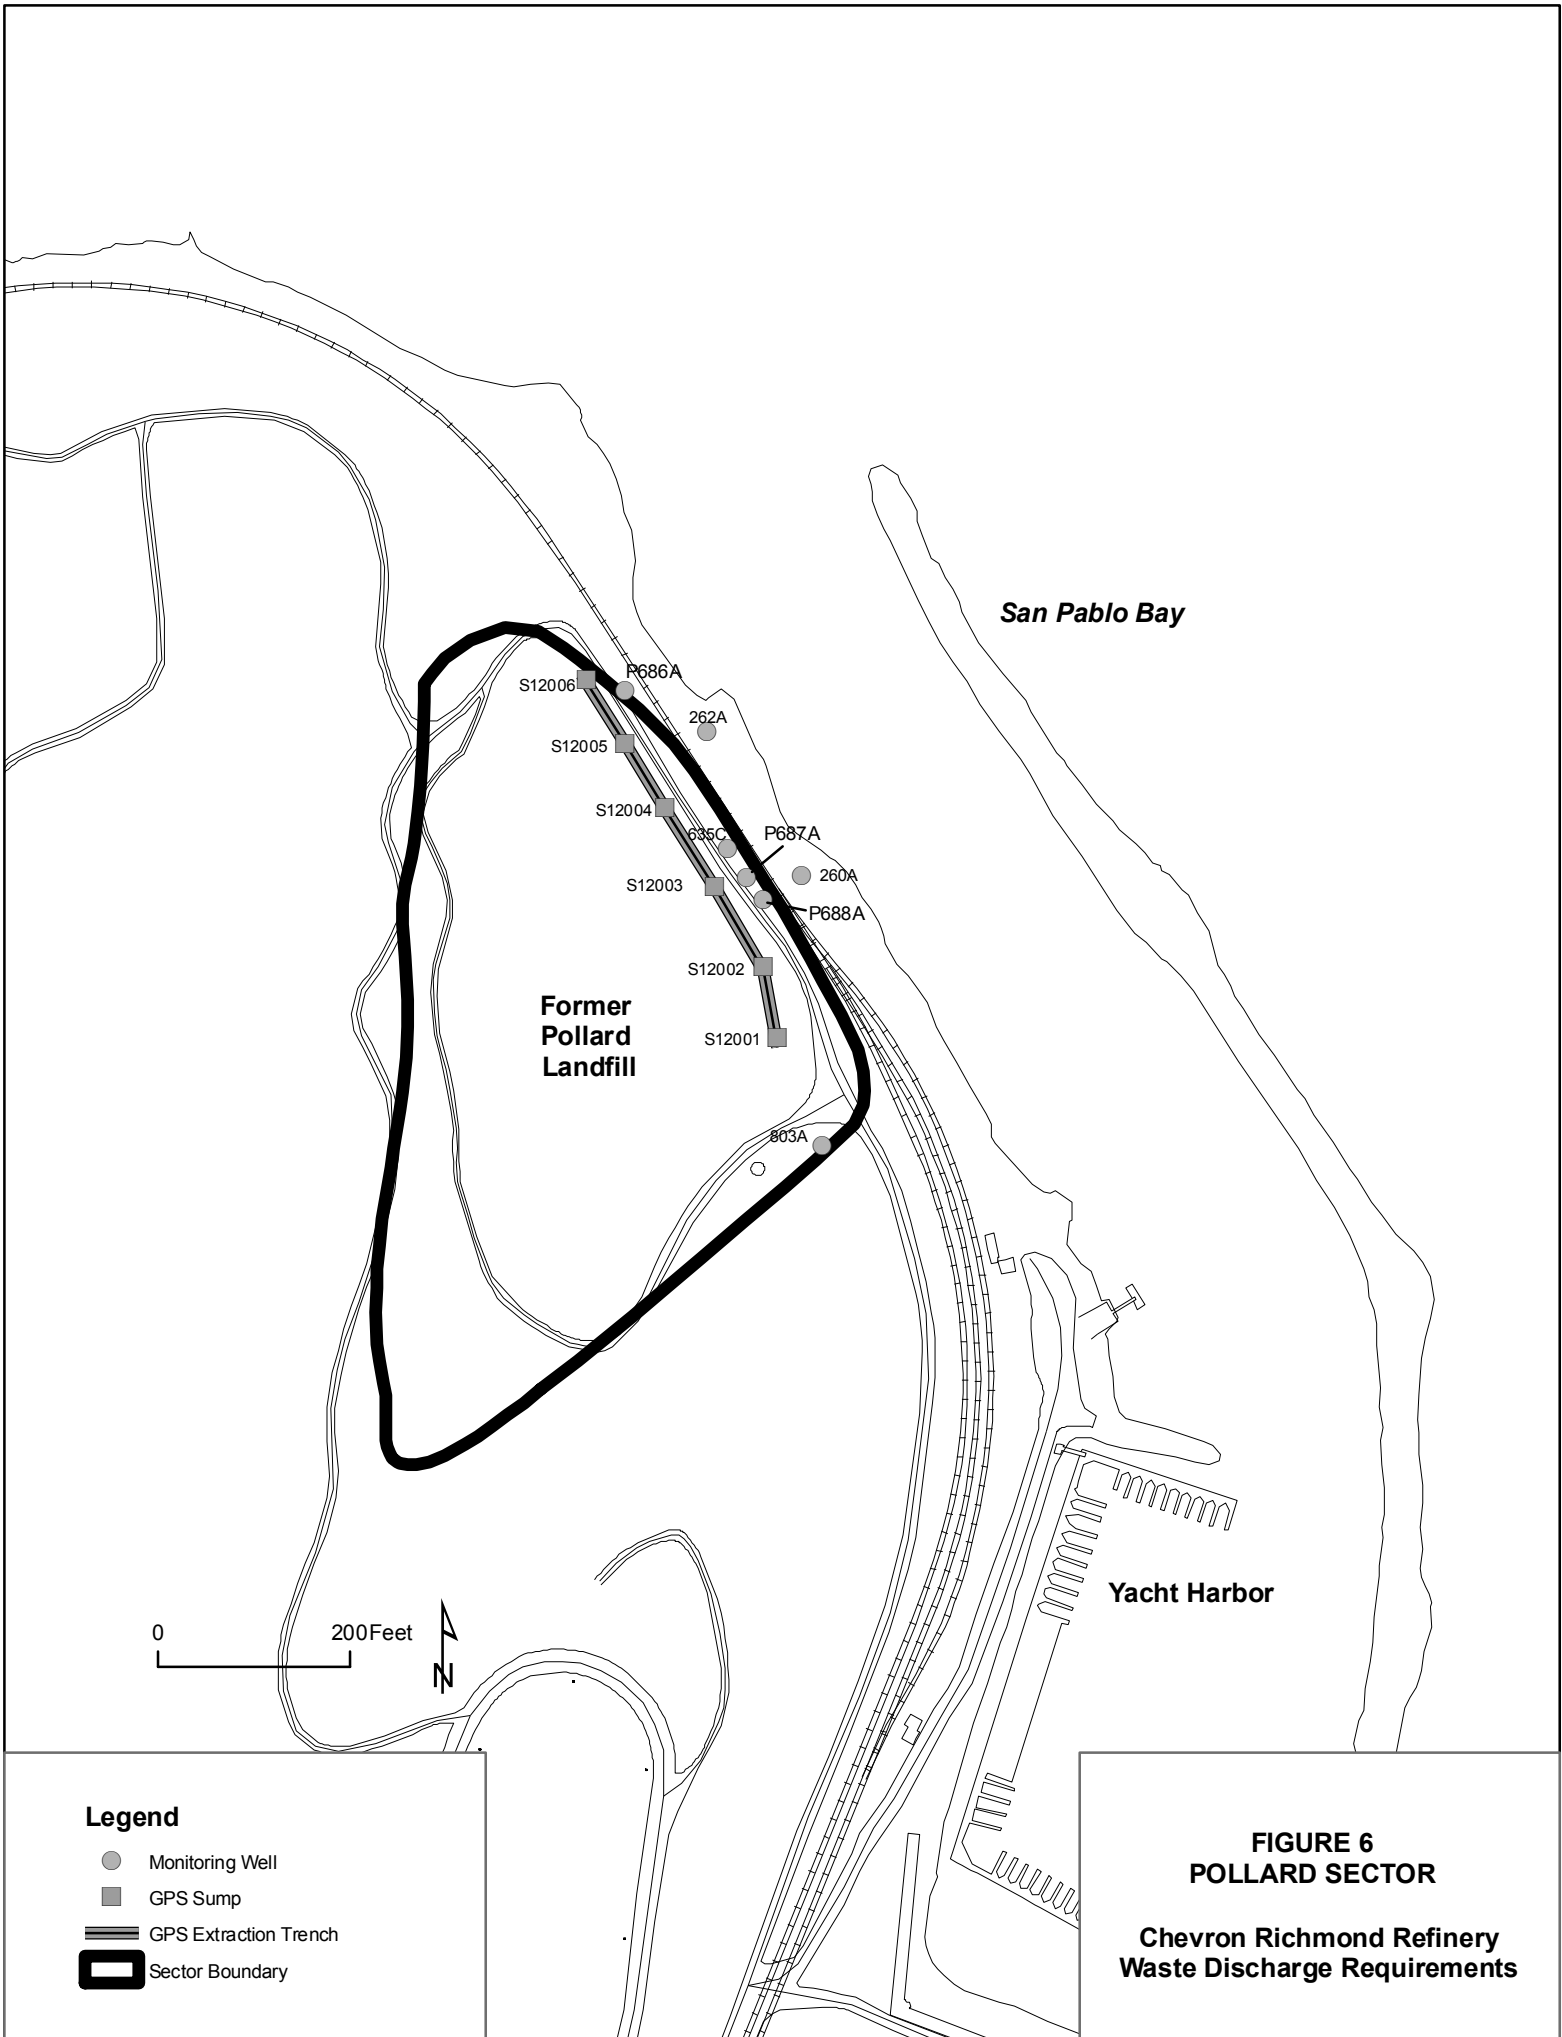 San Pablo Bay
P686A
S12006
262A
S12005
S12004
635C
P687A
260A
S12003
P688A
S12002
Former
Pollard
Landfill
S12001
803A
Yacht Harbor
0 200 Feet
N
Legend
Monitoring Well
GPS Sump
GPS Extraction Trench
Sector Boundary
FIGURE 6
POLLARD SECTOR
Chevron Richmond Refinery
Waste Discharge Requirements